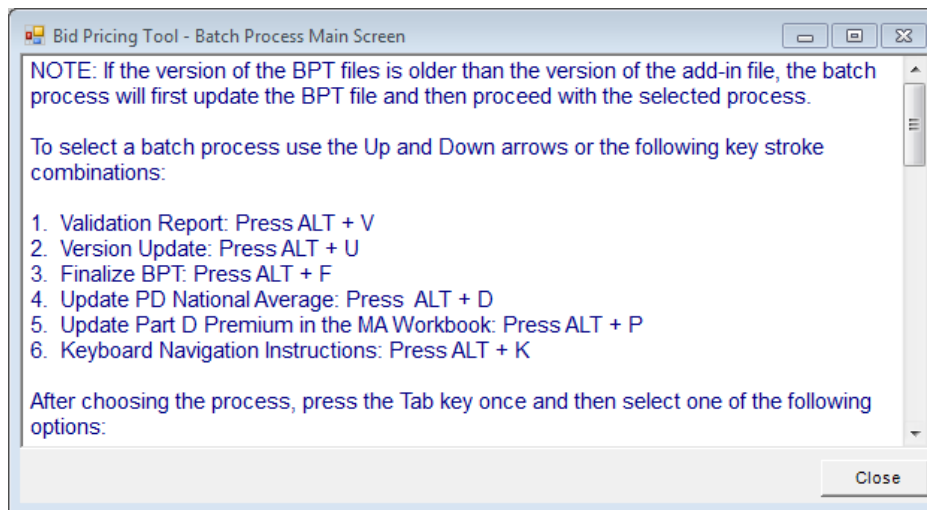 Bid Pricing Tool - Batch Process Main Screen
NOTE: If the version of the BPT files is older than the version of the add-in file, the batch
process will first update the BPT file and then proceed with the selected process.
To select a batch process use the Up and Down arrows or the following key stroke
combinations:
1. Validation Report: Press ALT + V
2. Version Update: Press ALT + U
3. Finalize BPT: Press ALT + F
4. Update PD National Average: Press ALT + D
5. Update Part D Premium in the MA Workbook: Press ALT + P
6. Keyboard Navigation Instructions: Press ALT + K
After choosing the process, press the Tab key once and then select one of the following
options:
Close